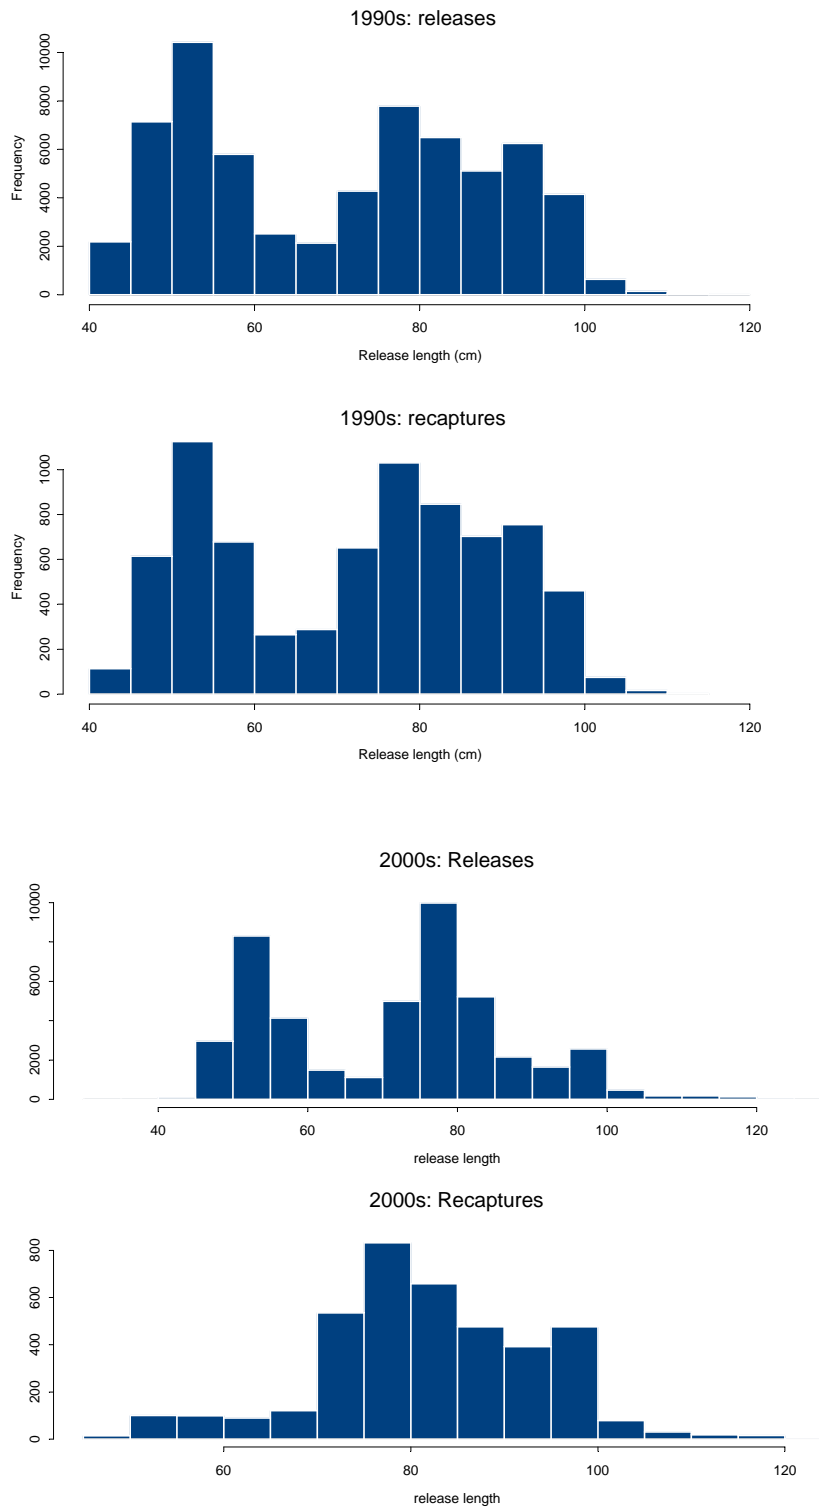 1990s: releases
Frequency
0 2000 4000 6000 8000 10000
40 60 80 100 120
Release length (cm)
1990s: recaptures
Frequency
0 200 400 600 800 1000
40 60 80 100 120
Release length (cm)
2000s: Releases
0 2000 6000 10000
40 60 80 100 120
release length
2000s: Recaptures
0 200 400 600 800
60 80 100 120
release length